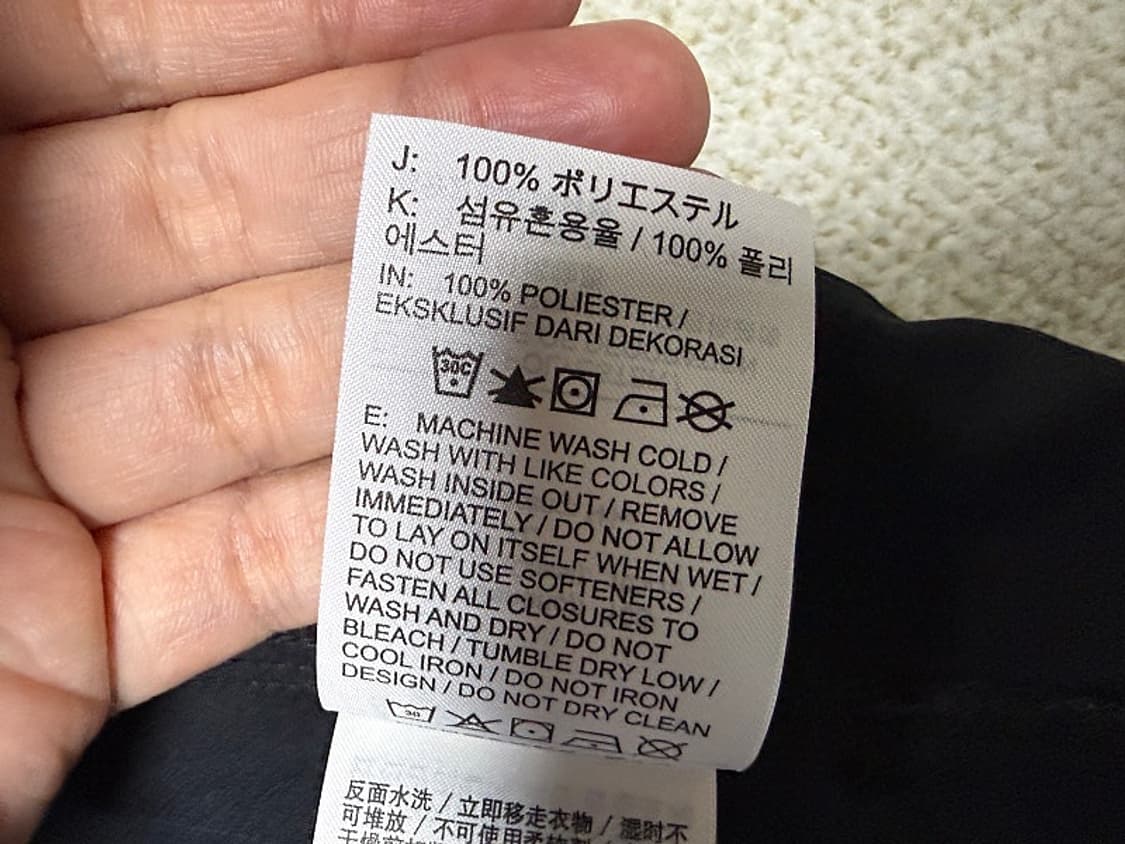 J: 100% ポリエステル
K: 섬유혼용율 / 100% 폴리
에스터
IN: 100% POLIESTER /
EKSKLUSIF DARI DEKORASI
30C
E: MACHINE WASH COLD /
WASH WITH LIKE COLORS /
WASH INSIDE OUT / REMOVE
IMMEDIATELY / DO NOT ALLOW
TO LAY ON ITSELF WHEN WET /
DO NOT USE SOFTENERS /
FASTEN ALL CLOSURES TO
WASH AND DRY / DO NOT
BLEACH / TUMBLE DRY LOW /
COOL IRON / DO NOT IRON
DESIGN / DO NOT DRY CLEAN
30
反面水洗 / 立即移走衣物 / 湿时不
可堆放 / 不可使用柔软剂 /